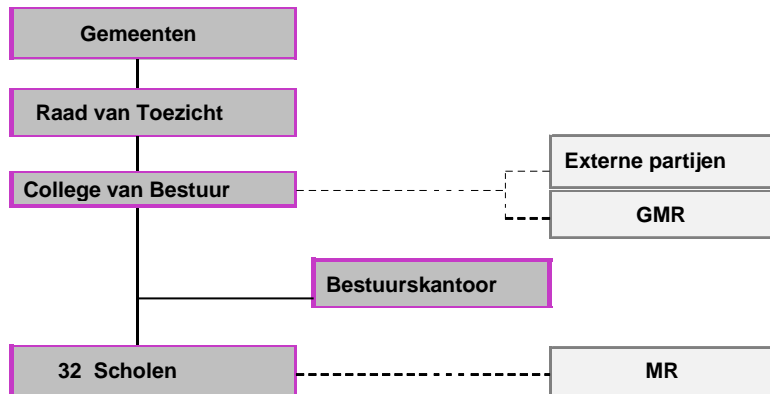 Gemeenten
Raad van Toezicht
College van Bestuur
Externe partijen
GMR
Bestuurskantoor
32 Scholen
MR